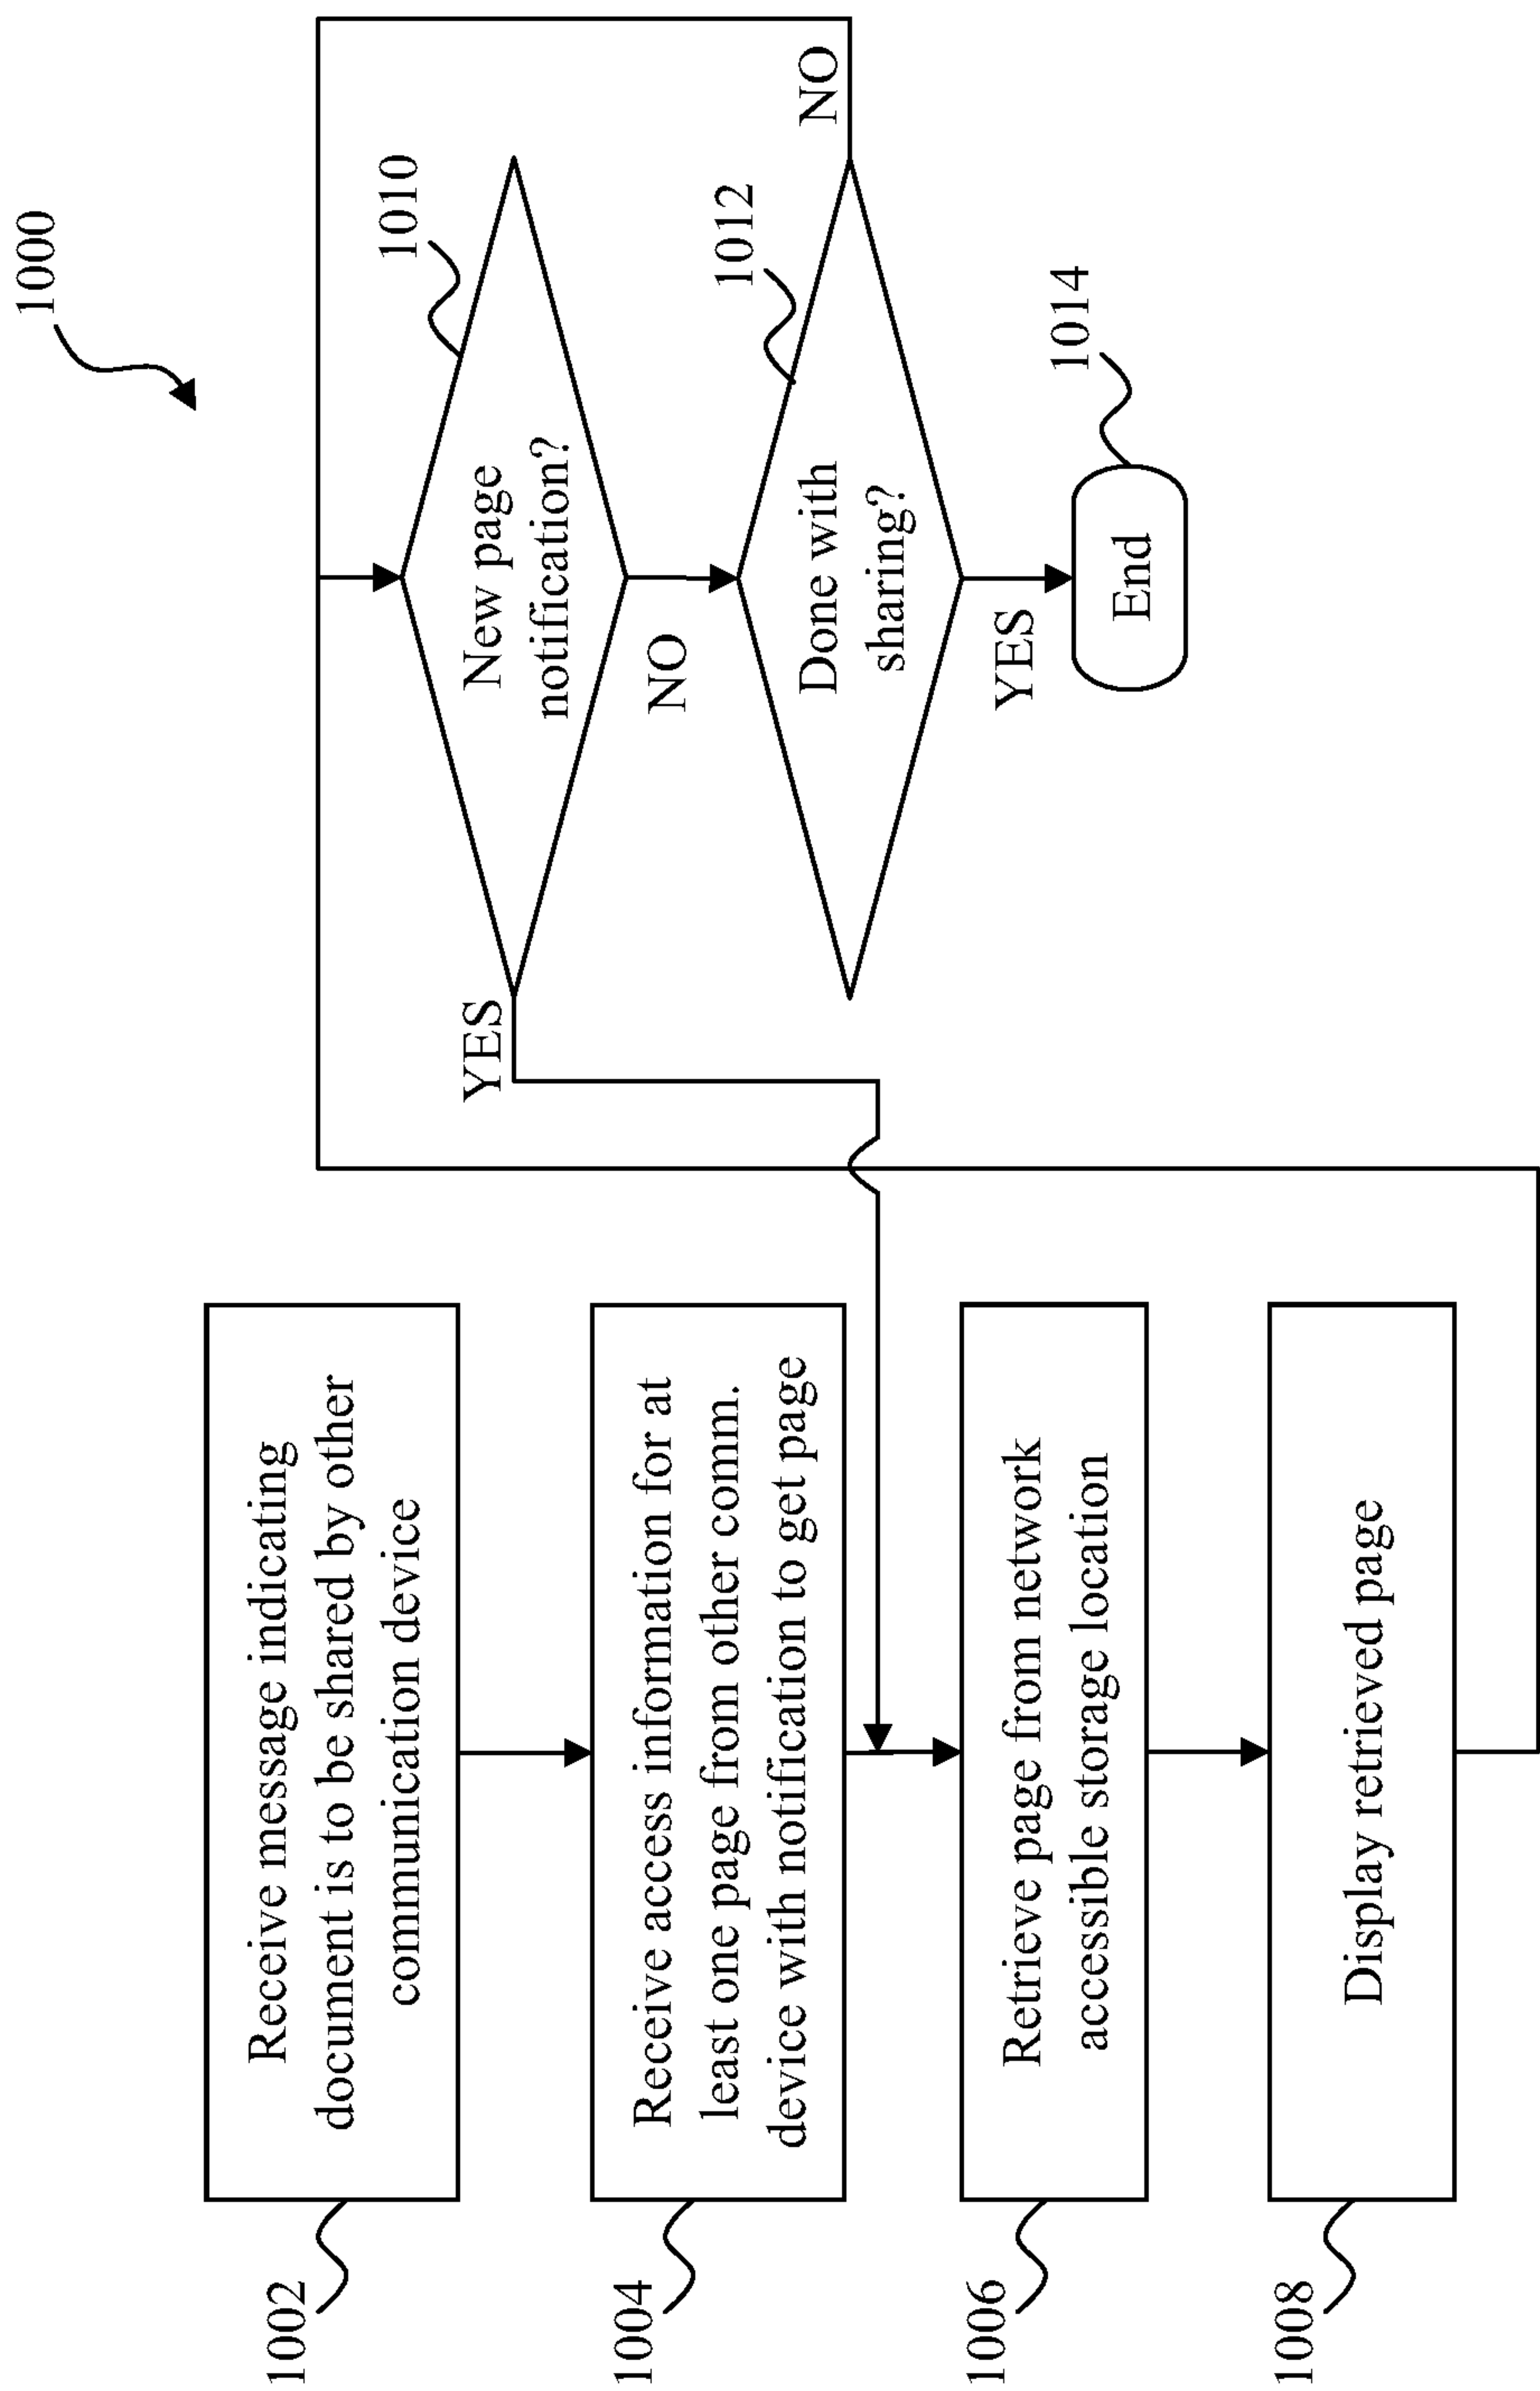 1000
1002
Receive message indicating
document is to be shared by other
communication device
1004
Receive access information for at
least one page from other comm.
device with notification to get page
1006
Retrieve page from network
accessible storage location
1008
Display retrieved page
1010
New page
notification?
YES
NO
1012
Done with
sharing?
NO
YES
1014
End